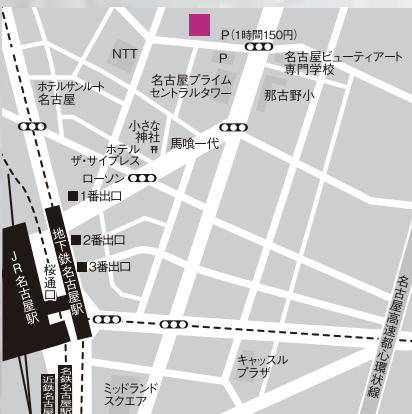 P(1時間150円)
NTT
P
名古屋ビューティアート
専門学校
ホテルサンルート
名古屋
名古屋プライム
セントラルタワー
那古野小
小さな
神社
馬喰一代
ホテル
ザ・サイプレス
ローソン
1番出口
2番出口
3番出口
地下鉄名古屋駅
JR名古屋駅
桜通口
名古屋高速都心環状線
キャッスル
プラザ
ミッドランド
スクエア
名鉄名古屋駅
近鉄名古屋